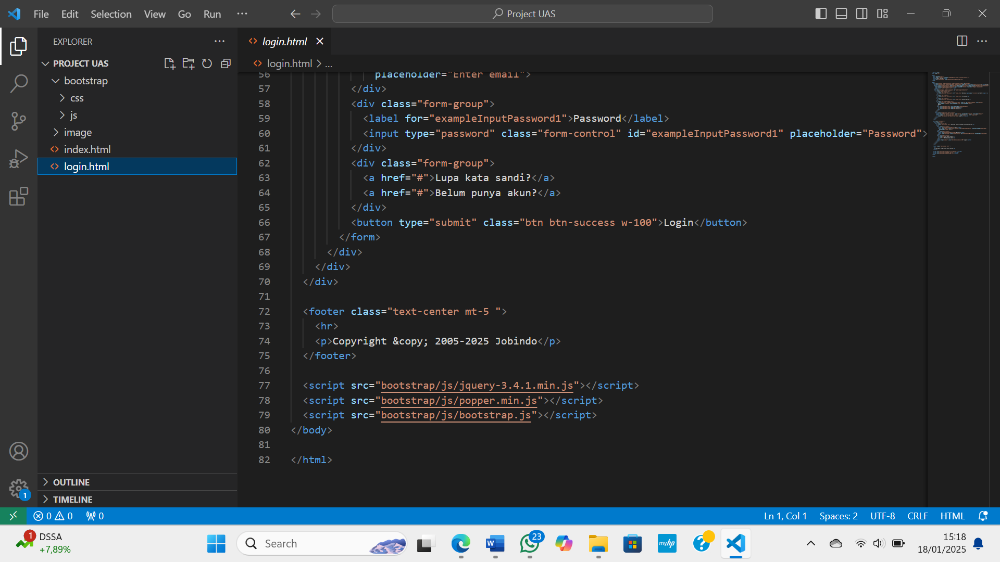 File Edit Selection View Go Run ...
Project UAS
EXPLORER
PROJECT UAS
bootstrap
css
js
image
index.html
login.html
OUTLINE
TIMELINE
login.html
login.html > ...
56 placeholder="Enter email">
57 </div>
58 <div class="form-group">
59 <label for="exampleInputPassword1">Password</label>
60 <input type="password" class="form-control" id="exampleInputPassword1" placeholder="Password">
61 </div>
62 <div class="form-group">
63 <a href="#">Lupa kata sandi?</a>
64 <a href="#">Belum punya akun?</a>
65 </div>
66 <button type="submit" class="btn btn-success w-100">Login</button>
67 </form>
68 </div>
69 </div>
70 </div>
71
72 <footer class="text-center mt-5 ">
73 <hr>
74 <p>Copyright &copy; 2005-2025 Jobindo</p>
75 </footer>
76
77 <script src="bootstrap/js/jquery-3.4.1.min.js"></script>
78 <script src="bootstrap/js/popper.min.js"></script>
79 <script src="bootstrap/js/bootstrap.js"></script>
80 </body>
81
82 </html>
1
0 0 0
Ln 1, Col 1 Spaces: 2 UTF-8 CRLF HTML
1
DSSA
+7,89%
Search
W
23
myhp
?
15:18
18/01/2025